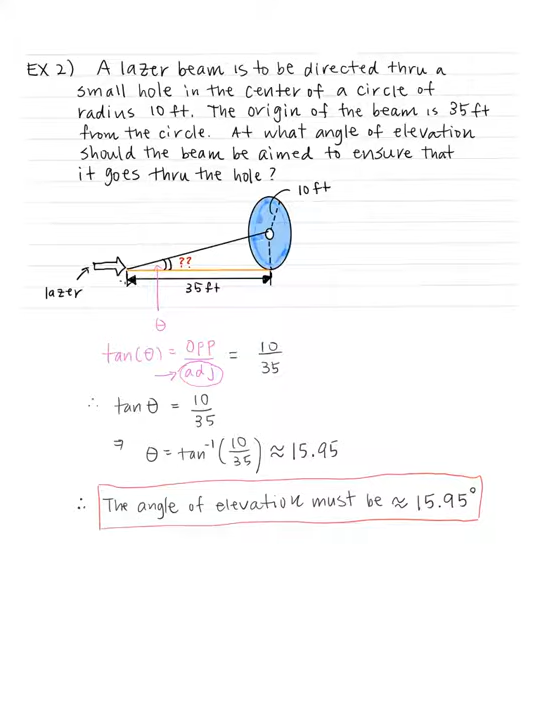 EX 2) A lazer beam is to be directed thru a
small hole in the center of a circle of
radius 10 ft. The origin of the beam is 35 ft
from the circle. At what angle of elevation
should the beam be aimed to ensure that
it goes thru the hole?
10 ft
??
lazer
35 ft
θ
tan(θ) = opp/adj = 10/35
∴ tan θ = 10/35
⇒ θ = tan⁻¹(10/35) ≈ 15.95
∴ The angle of elevation must be ≈ 15.95°